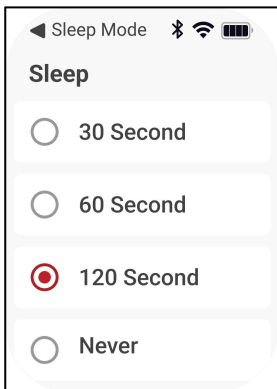 Sleep Mode
Sleep
30 Second
60 Second
120 Second
Never